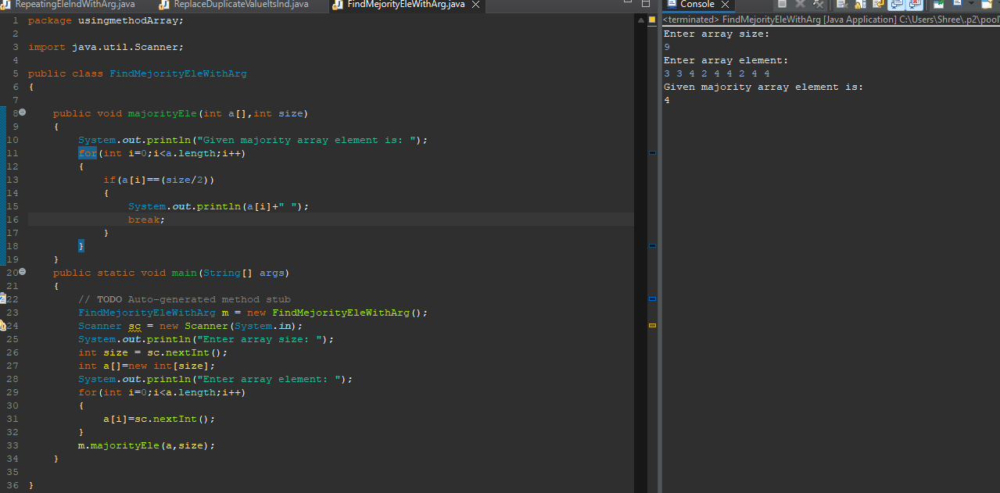 RepeatingEleIndWithArg.java ReplaceDuplicateValueItsInd.java FindMejorityEleWithArg.java
1 package usingmethodArray;
2
3 import java.util.Scanner;
4
5 public class FindMejorityEleWithArg
6 {
7
8 public void majorityEle(int a[],int size)
9 {
10 System.out.println("Given majority array element is: ");
11 for(int i=0;i<a.length;i++)
12 {
13 if(a[i]==(size/2))
14 {
15 System.out.println(a[i]+" ");
16 break;
17 }
18 }
19 }
20 public static void main(String[] args)
21 {
22 // TODO Auto-generated method stub
23 FindMejorityEleWithArg m = new FindMejorityEleWithArg();
24 Scanner sc = new Scanner(System.in);
25 System.out.println("Enter array size: ");
26 int size = sc.nextInt();
27 int a[]=new int[size];
28 System.out.println("Enter array element: ");
29 for(int i=0;i<a.length;i++)
30 {
31 a[i]=sc.nextInt();
32 }
33 m.majorityEle(a,size);
34 }
35
36 }
Console
<terminated> FindMejorityEleWithArg [Java Application] C:\Users\Shree\.p2\pool
Enter array size:
9
Enter array element:
3 3 4 2 4 4 2 4 4
Given majority array element is:
4